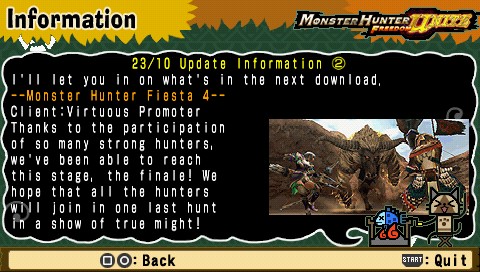 Information
MONSTER HUNTER
FREEDOM UNITE
23/10 Update Information ②
I'll let you in on what's in the next download,
--Monster Hunter Fiesta 4--
Client:Virtuous Promoter
Thanks to the participation
of so many strong hunters,
we've been able to reach
this stage, the finale! We
hope that all the hunters
will join in one last hunt
in a show of true might!
□○: Back
START: Quit